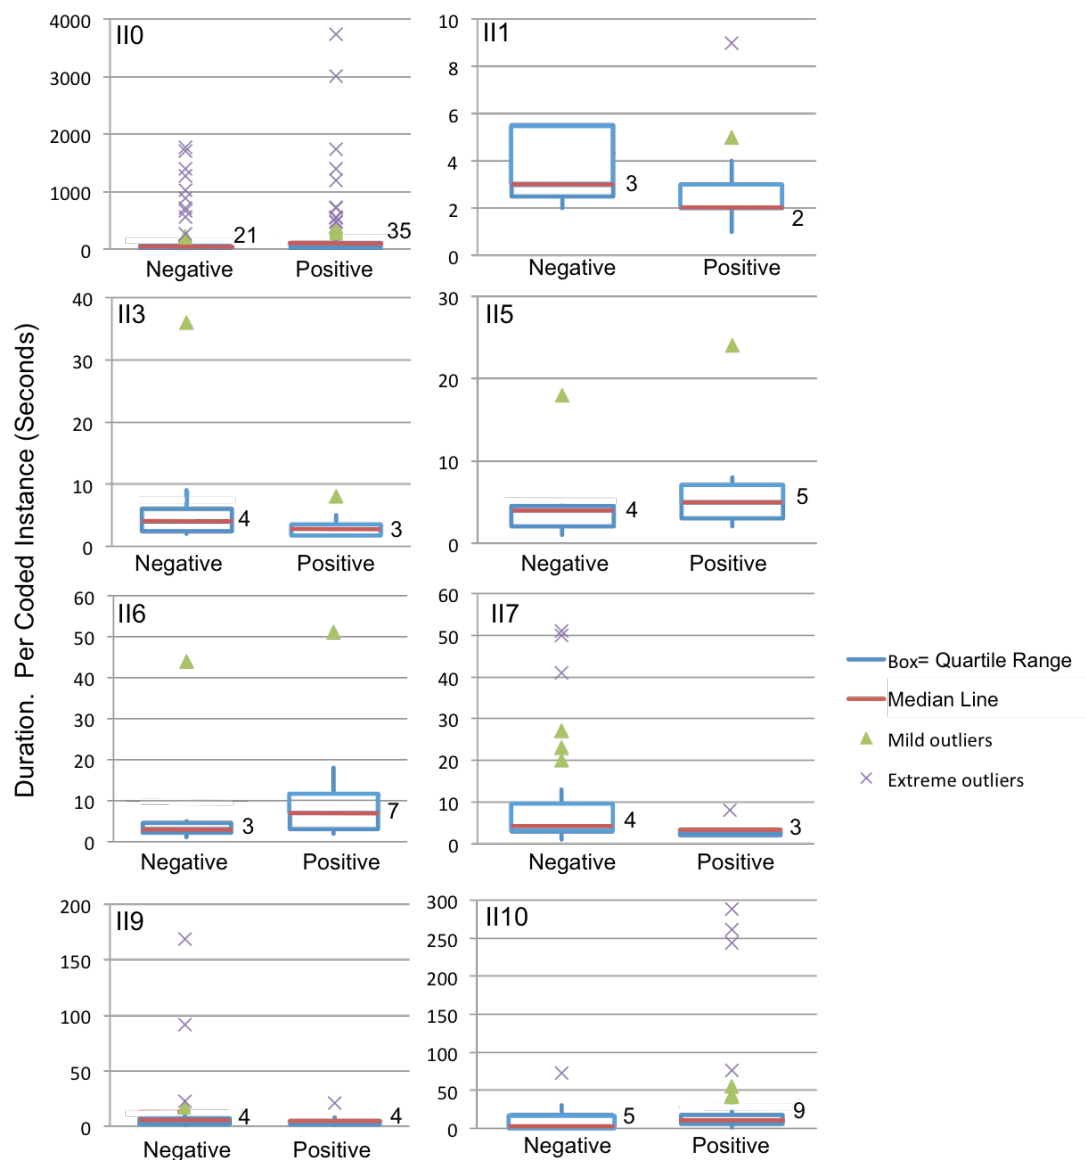 Duration. Per Coded Instance (Seconds)
II0
4000
3000
2000
1000
0
21
35
Negative Positive
II1
10
8
6
4
2
0
3
2
Negative Positive
II3
40
30
20
10
0
4
3
Negative Positive
II5
30
20
10
0
4
5
Negative Positive
II6
60
50
40
30
20
10
0
3
7
Negative Positive
II7
60
50
40
30
20
10
0
4
3
Negative Positive
Box= Quartile Range
Median Line
Mild outliers
Extreme outliers
II9
200
150
100
50
0
4
4
Negative Positive
II10
300
250
200
150
100
50
0
5
9
Negative Positive